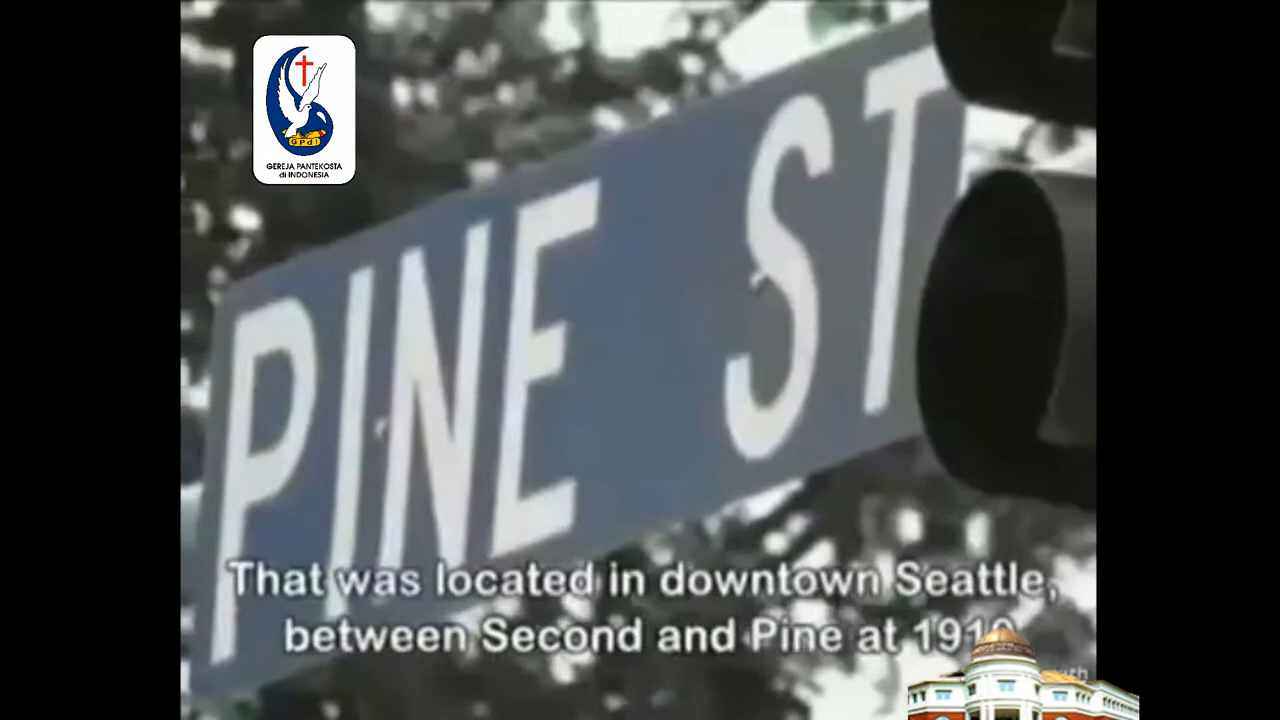 GPdI
GEREJA PANTEKOSTA
di INDONESIA
PINE ST
That was located in downtown Seattle,
between Second and Pine at